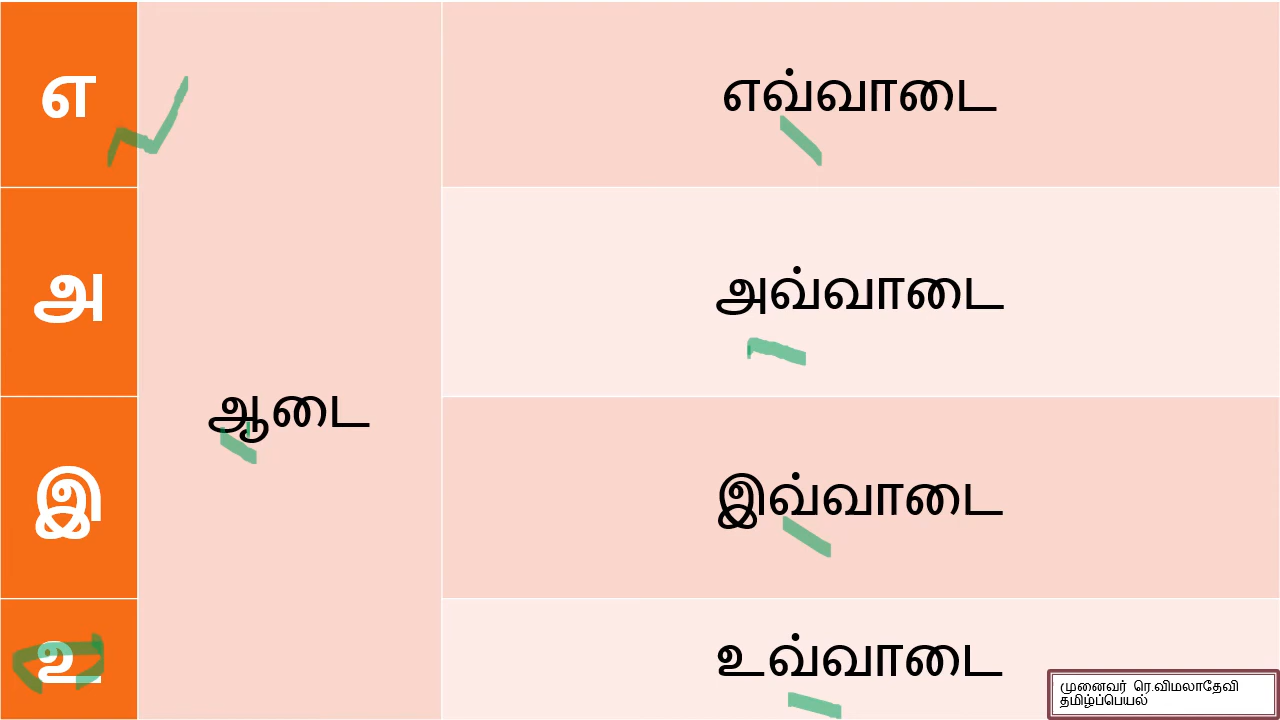 எ
எவ்வாடை
அ
அவ்வாடை
ஆடை
இ
இவ்வாடை
உ
உவ்வாடை
முனைவர் ரெ.விமலாதேவி
தமிழ்ப்பெயல்